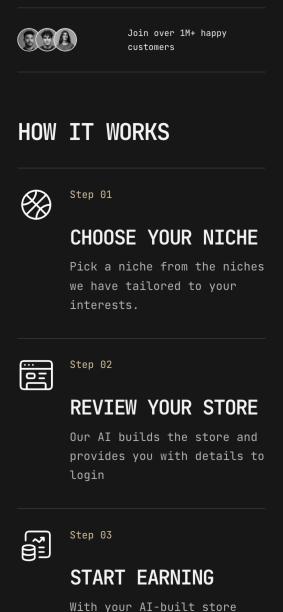 Join over 1M+ happy
customers
HOW IT WORKS
Step 01
CHOOSE YOUR NICHE
Pick a niche from the niches
we have tailored to your
interests.
Step 02
REVIEW YOUR STORE
Our AI builds the store and
provides you with details to
login
Step 03
START EARNING
With your AI-built store